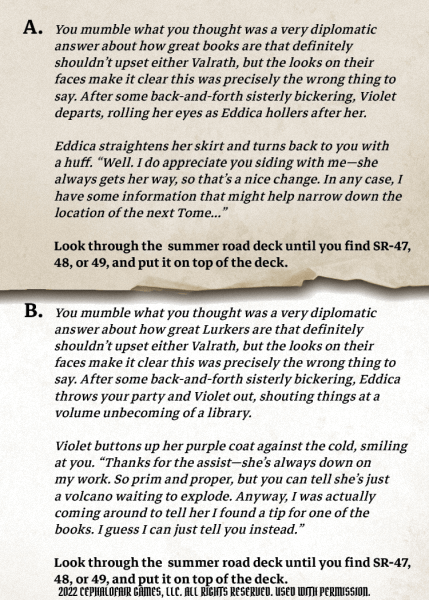 A. You mumble what you thought was a very diplomatic
answer about how great books are that definitely
shouldn't upset either Valrath, but the looks on their
faces make it clear this was precisely the wrong thing to
say. After some back-and-forth sisterly bickering, Violet
departs, rolling her eyes as Eddica hollers after her.
Eddica straightens her skirt and turns back to you with
a huff. “Well. I do appreciate you siding with me—she
always gets her way, so that's a nice change. In any case, I
have some information that might help narrow down the
location of the next Tome...”
Look through the summer road deck until you find SR-47,
48, or 49, and put it on top of the deck.
B. You mumble what you thought was a very diplomatic
answer about how great Lurkers are that definitely
shouldn't upset either Valrath, but the looks on their
faces make it clear this was precisely the wrong thing to
say. After some back-and-forth sisterly bickering, Eddica
throws your party and Violet out, shouting things at a
volume unbecoming of a library.
Violet buttons up her purple coat against the cold, smiling
at you. “Thanks for the assist—she's always down on
my work. So prim and proper, but you can tell she's just
a volcano waiting to explode. Anyway, I was actually
coming around to tell her I found a tip for one of the
books. I guess I can just tell you instead.”
Look through the summer road deck until you find SR-47,
48, or 49, and put it on top of the deck.
2022 CEPHALOFAIR GAMES, LLC. ALL RIGHTS RESERVED. USED WITH PERMISSION.